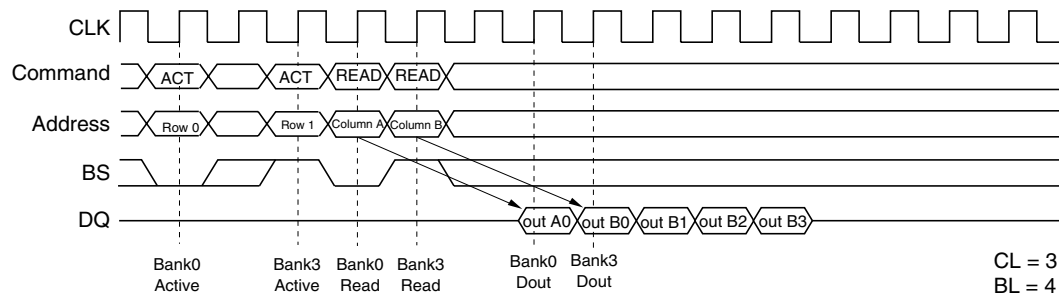 CLK
Command ACT ACT READ READ
Address Row 0 Row 1 Column A Column B
BS
DQ out A0 out B0 out B1 out B2 out B3
Bank0 Active
Bank3 Active
Bank0 Read
Bank3 Read
Bank0 Dout
Bank3 Dout
CL = 3
BL = 4